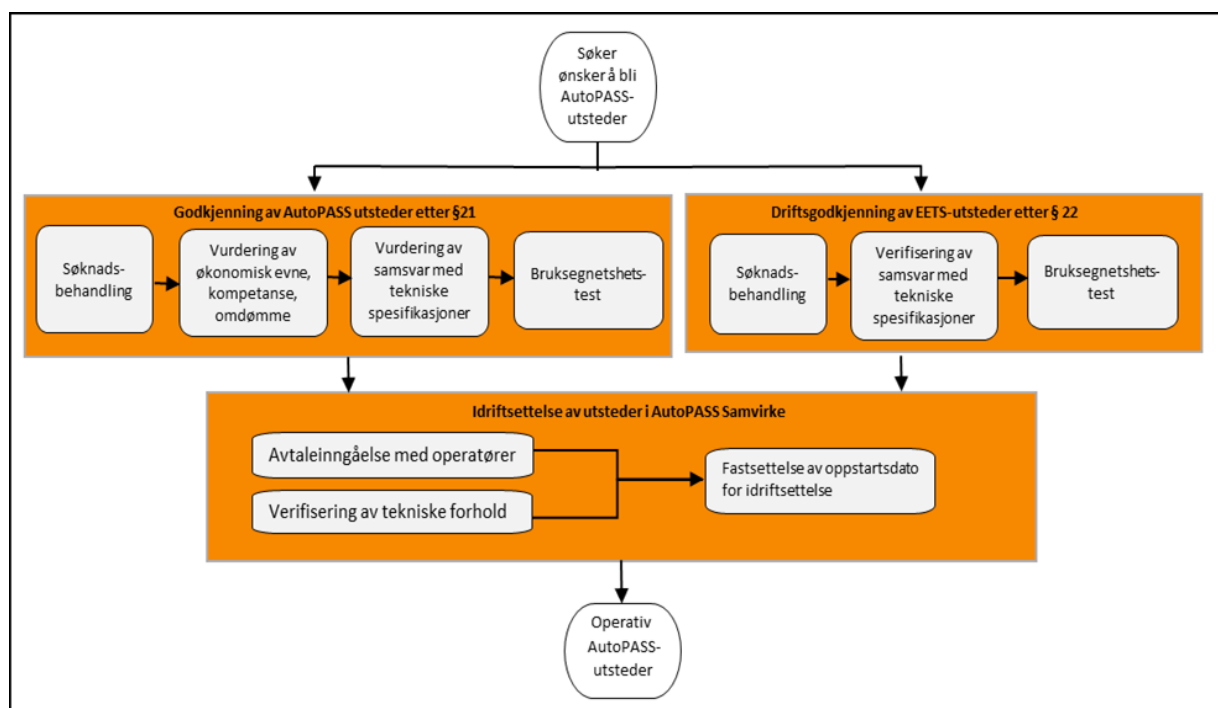 Søker
ønsker å bli
AutoPASS-
utsteder
Godkjenning av AutoPASS utsteder etter §21
Søknads-
behandling
Vurdering av
økonomisk evne,
kompetanse,
omdømme
Vurdering av
samsvar med
tekniske
spesifikasjoner
Bruksegnetshets-
test
Driftsgodkjenning av EETS-utsteder etter § 22
Søknads-
behandling
Verifisering av
samsvar med
tekniske
spesifikasjoner
Bruksegnetshets-
test
Idriftsettelse av utsteder i AutoPASS Samvirke
Avtaleinngåelse med operatører
Verifisering av tekniske forhold
Fastsettelse av oppstartsdato
for idriftsettelse
Operativ
AutoPASS-
utsteder